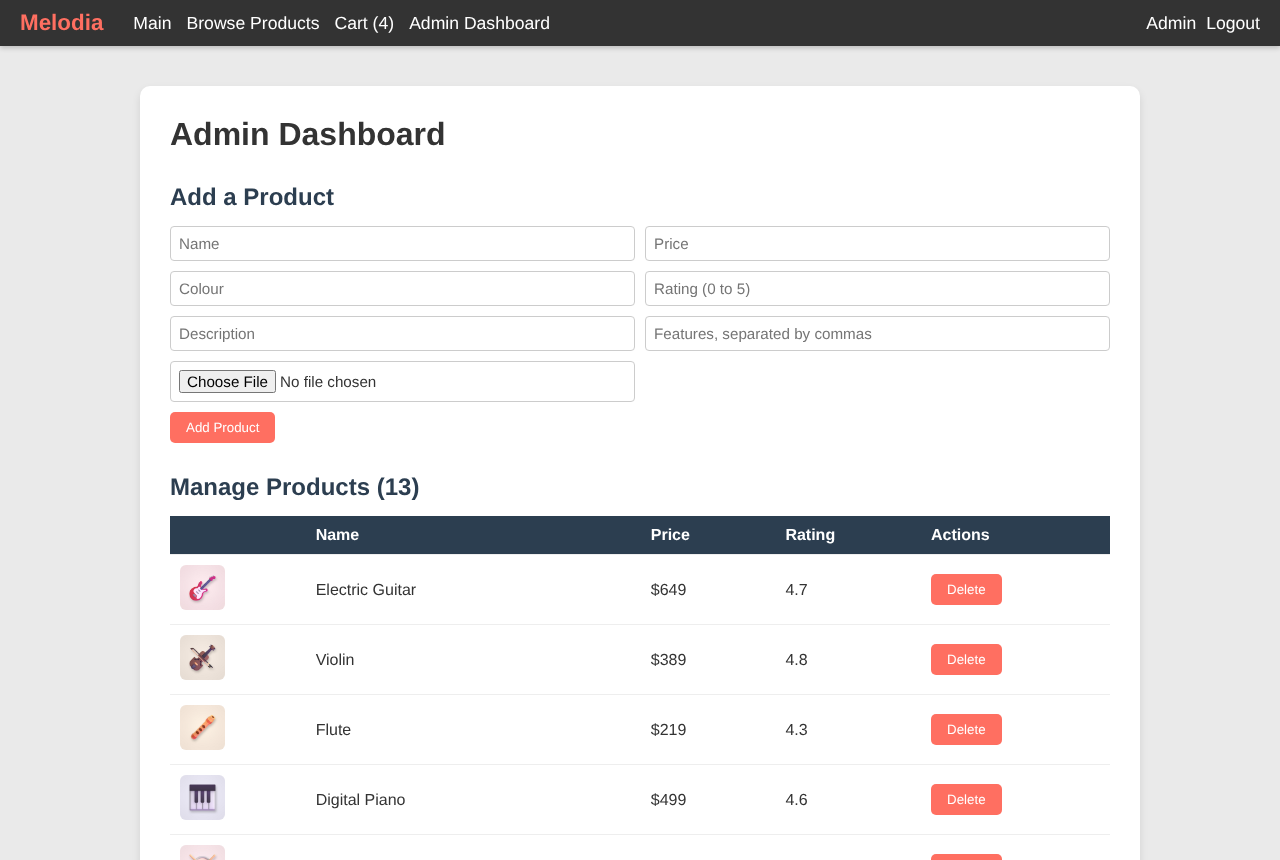 Melodia Main Browse Products Cart (4) Admin Dashboard Admin Logout
Admin Dashboard
Add a Product
Name Price
Colour Rating (0 to 5)
Description Features, separated by commas
Choose File No file chosen
Add Product
Manage Products (13)
Name Price Rating Actions
Electric Guitar $649 4.7 Delete
Violin $389 4.8 Delete
Flute $219 4.3 Delete
Digital Piano $499 4.6 Delete